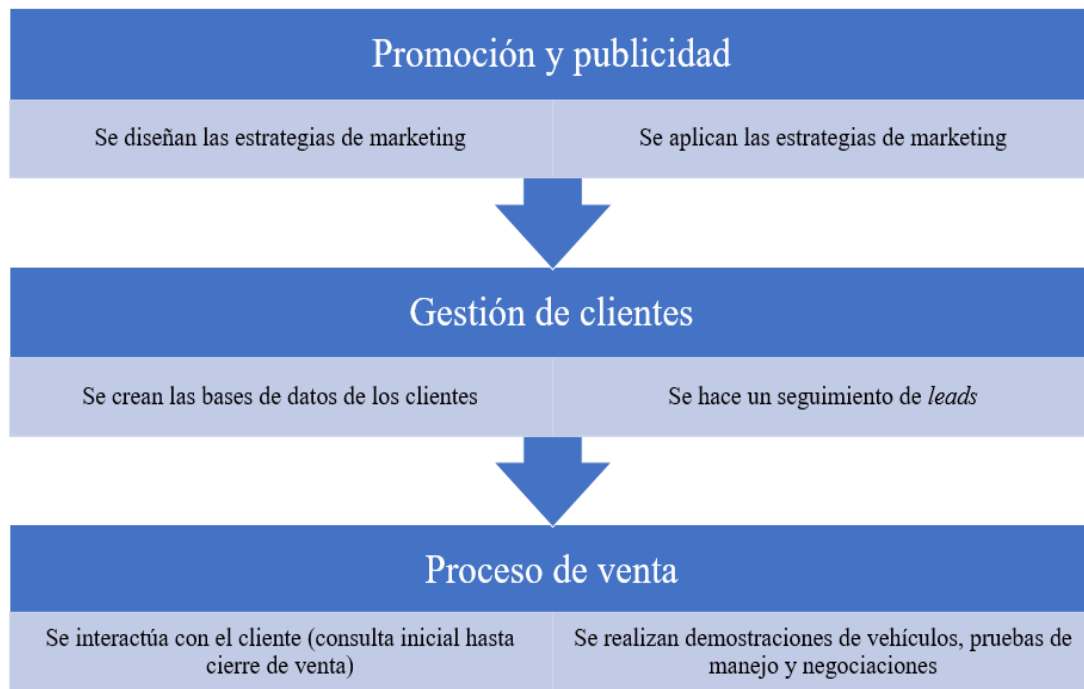 Promoción y publicidad
Se diseñan las estrategias de marketing
Se aplican las estrategias de marketing
Gestión de clientes
Se crean las bases de datos de los clientes
Se hace un seguimiento de leads
Proceso de venta
Se interactúa con el cliente (consulta inicial hasta
cierre de venta)
Se realizan demostraciones de vehículos, pruebas de
manejo y negociaciones